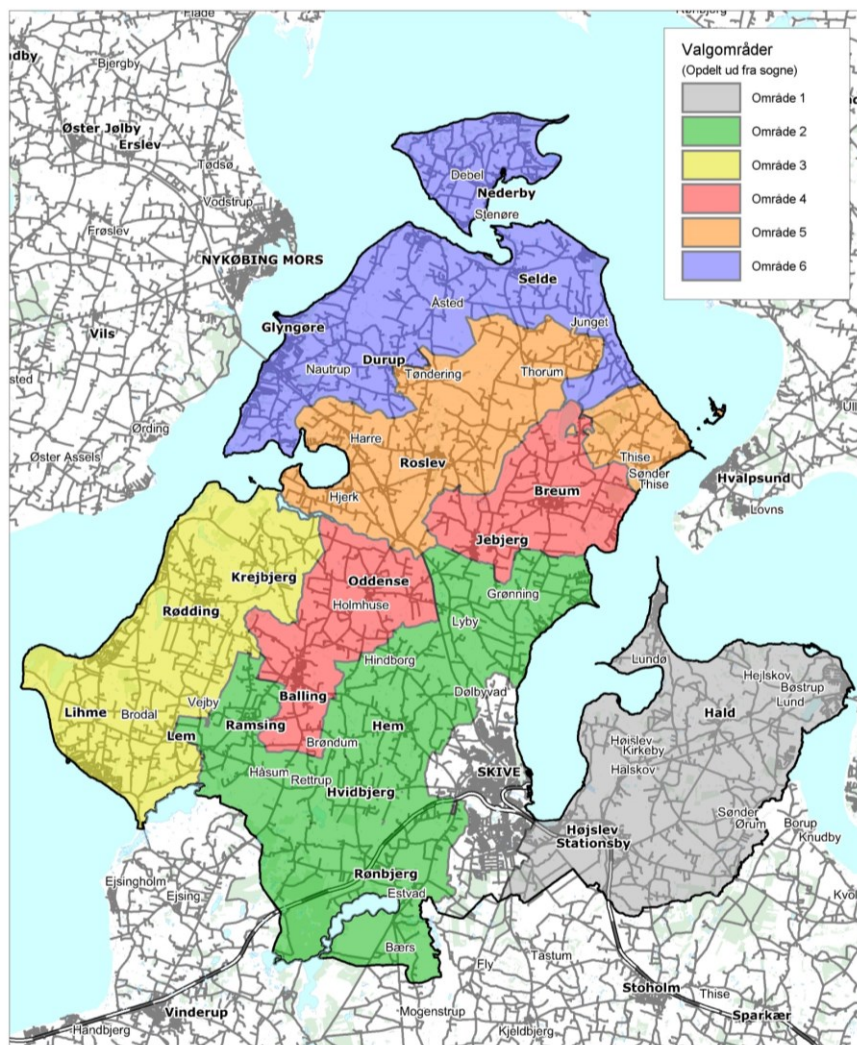 Flade
Rønbjerg
Bjergby
Øster Jølby
Erslev
Tødsø
Vodstrup
Frøslev
NYKØBING MORS
Vils
Ørding
Øster Assels
Valgområder
(Opdelt ud fra sogne)
Område 1
Område 2
Område 3
Område 4
Område 5
Område 6
Debel
Nederby
Stenøre
Selde
Åsted
Glyngøre
Junget
Durup
Nautrup
Tøndering
Thorum
Harre
Roslev
Thise
Sønder
Thise
Hjerk
Breum
Hvalpsund
Lovns
Jebjerg
Krejbjerg
Oddense
Grønning
Rødding
Holmhuse
Lyby
Hindborg
Lundø
Hejlskov
Bøstrup
Lund
Dølbyvad
Vejby
Balling
Lihme
Brodal
Ramsing
Hem
Hald
Lem
Brøndum
Højslev
Kirkeby
Halskov
Håsum
Rettrup
SKIVE
Hvidbjerg
Sønder
Ørum
Borup
Knudby
Højslev
Stationsby
Rønbjerg
Ejsingholm
Ejsing
Estvad
Bærs
Fly
Tastum
Stoholm
Thise
Sparkær
Vinderup
Handbjerg
Mogenstrup
Kjeldbjerg